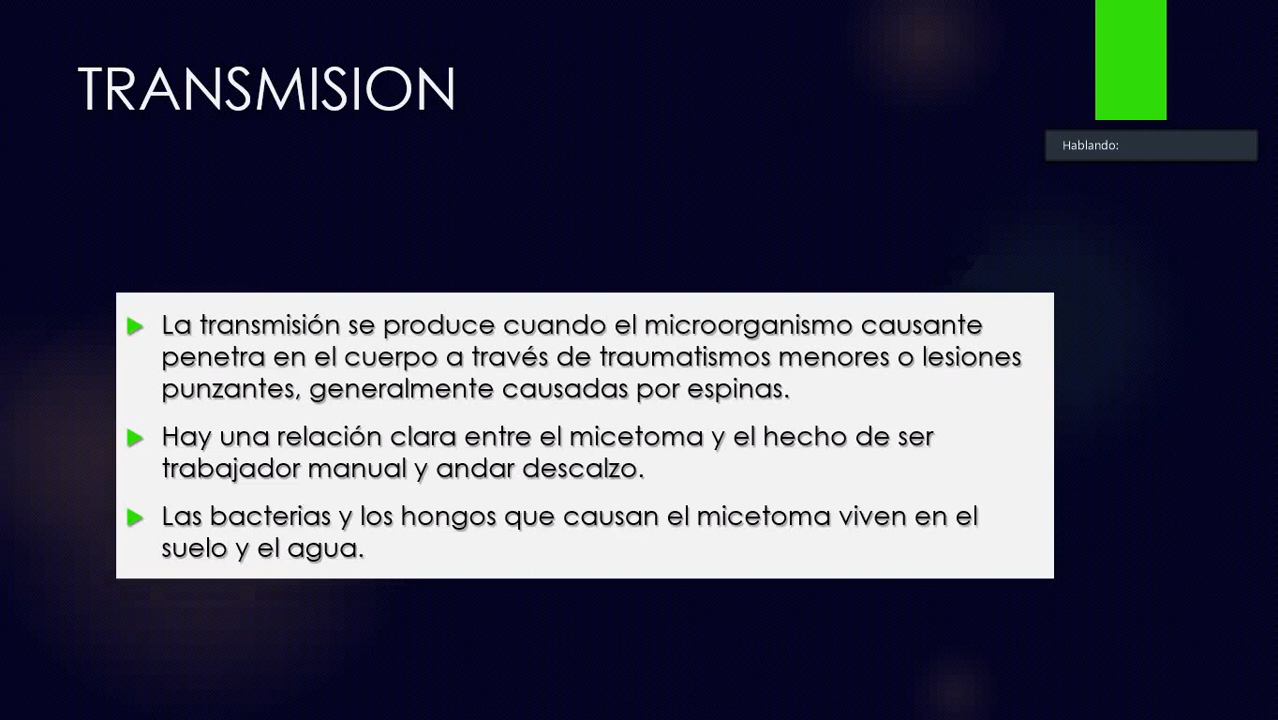 TRANSMISION
Hablando:
La transmisión se produce cuando el microorganismo causante
penetra en el cuerpo a través de traumatismos menores o lesiones
punzantes, generalmente causadas por espinas.
Hay una relación clara entre el micetoma y el hecho de ser
trabajador manual y andar descalzo.
Las bacterias y los hongos que causan el micetoma viven en el
suelo y el agua.